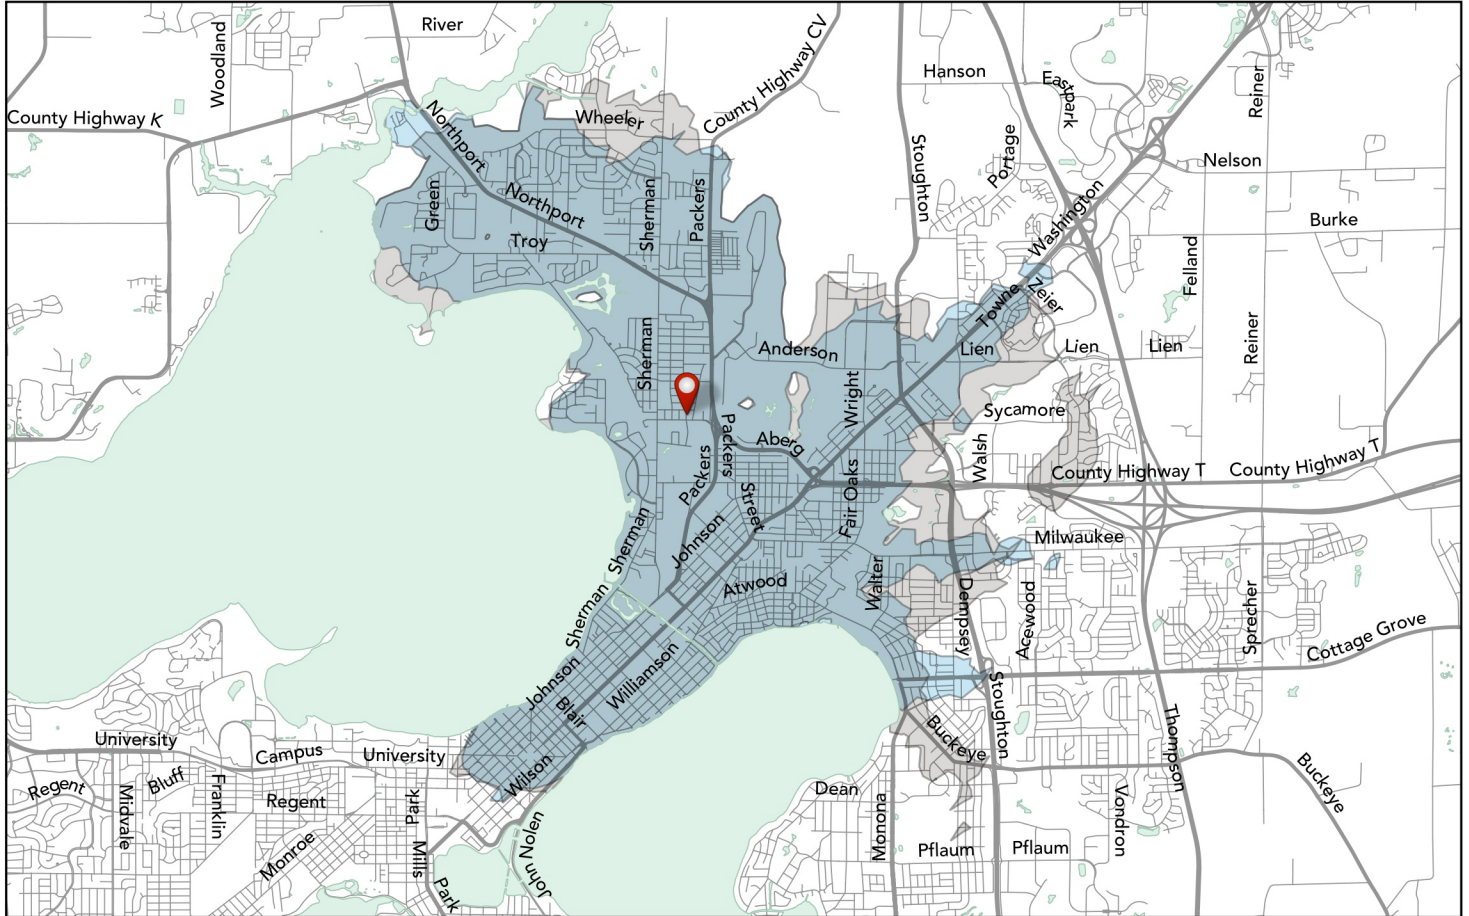 River
Woodland
County Highway CV
Hanson
Eastpark
Reiner
County Highway K
Northport
Wheeler
Stoughton
Portage
Nelson
Green
Northport
Sherman
Packers
Washington
Burke
Troy
Felland
Zeier
Towne
Sherman
Anderson
Lien
Lien
Lien
Reiner
Wright
Sycamore
Packers
Aberg
Walsh
County Highway T
County Highway T
Packers
Street
Fair Oaks
Sherman
Johnson
Milwaukee
Atwood
Walter
Dempsey
Acewood
Sprecher
Sherman
Cottage Grove
Johnson
Williamson
Blair
Stoughton
Thompson
University
Campus
University
Buckeye
Wilson
Buckeye
Regent
Bluff
Midvale
Franklin
Regent
Park
Dean
Monona
Vondron
Monroe
Mills
John Nolen
Pflaum
Pflaum
Park